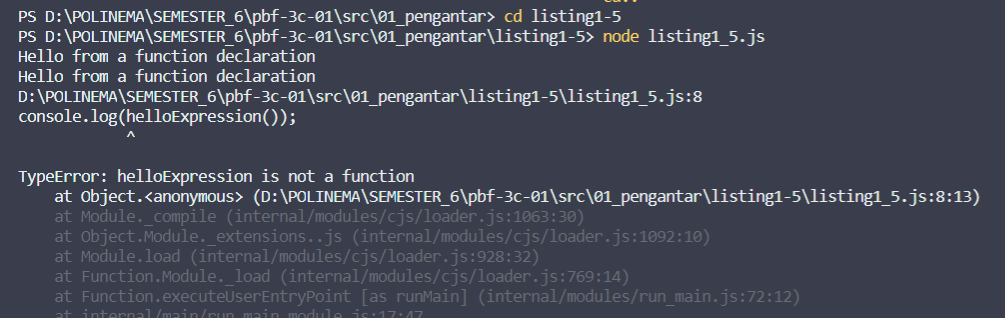 PS D:\POLINEMA\SEMESTER_6\pbf-3c-01\src\01_pengantar> cd listing1-5
PS D:\POLINEMA\SEMESTER_6\pbf-3c-01\src\01_pengantar\listing1-5> node listing1_5.js
Hello from a function declaration
Hello from a function declaration
D:\POLINEMA\SEMESTER_6\pbf-3c-01\src\01_pengantar\listing1-5\listing1_5.js:8
console.log(helloExpression());
            ^
TypeError: helloExpression is not a function
    at Object.<anonymous> (D:\POLINEMA\SEMESTER_6\pbf-3c-01\src\01_pengantar\listing1-5\listing1_5.js:8:13)
    at Module._compile (internal/modules/cjs/loader.js:1063:30)
    at Object.Module._extensions..js (internal/modules/cjs/loader.js:1092:10)
    at Module.load (internal/modules/cjs/loader.js:928:32)
    at Function.Module._load (internal/modules/cjs/loader.js:769:14)
    at Function.executeUserEntryPoint [as runMain] (internal/modules/run_main.js:72:12)
    at internal/main/run_main_module.js:17:47